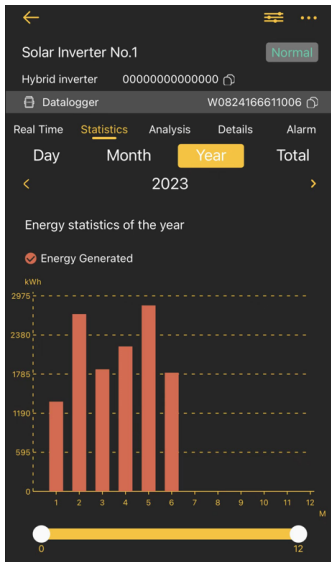 Solar Inverter No.1
Normal
Hybrid inverter 00000000000000
Datalogger W0824166611006
Real Time Statistics Analysis Details Alarm
Day Month Year Total
2023
Energy statistics of the year
Energy Generated
kWh
2975
2380
1785
1190
595
0
1 2 3 4 5 6 7 8 9 10 11 12
M
0 12